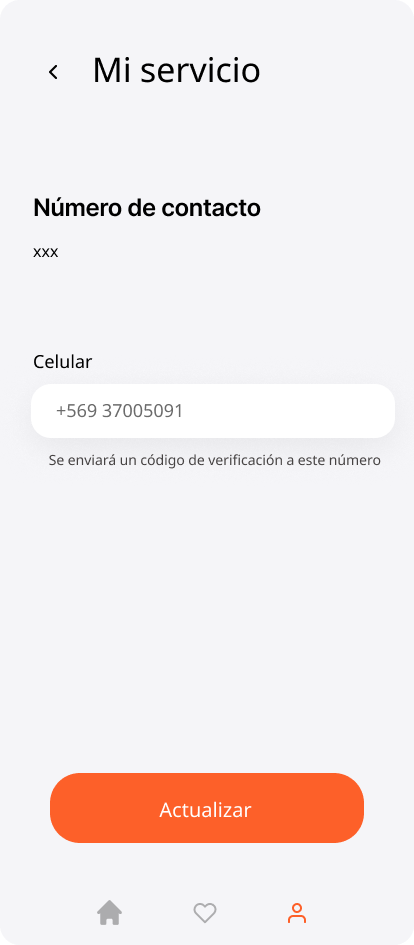 Mi servicio
Número de contacto
xxx
Celular
+569 37005091
Se enviará un código de verificación a este número
Actualizar